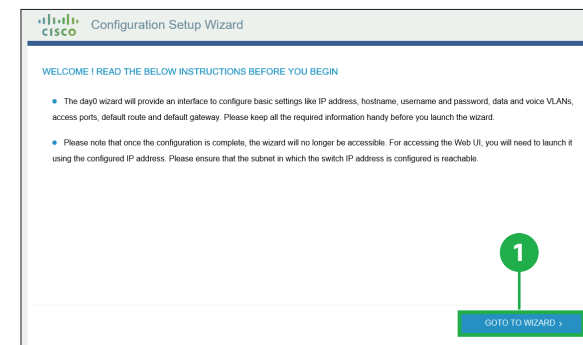 CISCO
Configuration Setup Wizard
WELCOME ! READ THE BELOW INSTRUCTIONS BEFORE YOU BEGIN
• The day0 wizard will provide an interface to configure basic settings like IP address, hostname, username and password, data and voice VLANs,
access ports, default route and default gateway. Please keep all the required information handy before you launch the wizard.
• Please note that once the configuration is complete, the wizard will no longer be accessible. For accessing the Web UI, you will need to launch it
using the configured IP address. Please ensure that the subnet in which the switch IP address is configured is reachable.
1
GOTO TO WIZARD >